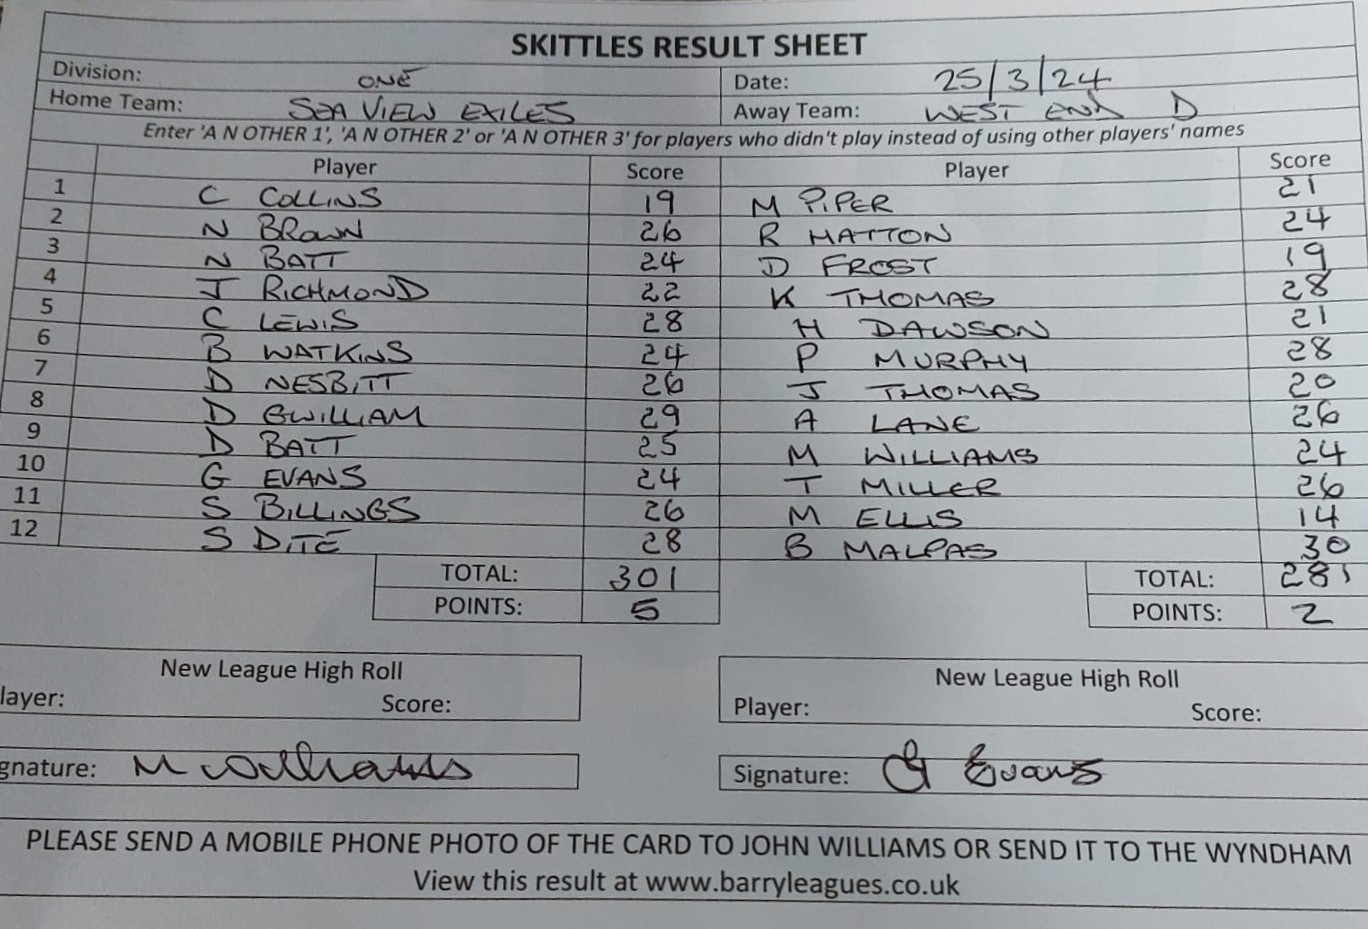 SKITTLES RESULT SHEET
Division: ONE Date: 25/3/24
Home Team: SEA VIEW EXILES Away Team: WEST END D
Enter 'A N OTHER 1', 'A N OTHER 2' or 'A N OTHER 3' for players who didn't play instead of using other players' names
Player Score Player Score
1 C COLLINS 19 M PIPER 21
2 N BROWN 26 R HATTON 24
3 N BATT 24 D FROST 19
4 J RICHMOND 22 K THOMAS 28
5 C LEWIS 28 H DAWSON 21
6 B WATKINS 24 P MURPHY 28
7 D NESBITT 26 J THOMAS 20
8 D GWILLIAM 29 A LANE 26
9 D BATT 25 M WILLIAMS 24
10 G EVANS 24 T MILLER 26
11 S BILLINGS 26 M ELLIS 14
12 S DITE 28 B MALPAS 30
TOTAL: 301 TOTAL: 281
POINTS: 5 POINTS: 2
New League High Roll New League High Roll
layer: Score: Player: Score:
gnature: M Williams Signature: G Evans
PLEASE SEND A MOBILE PHONE PHOTO OF THE CARD TO JOHN WILLIAMS OR SEND IT TO THE WYNDHAM
View this result at www.barryleagues.co.uk